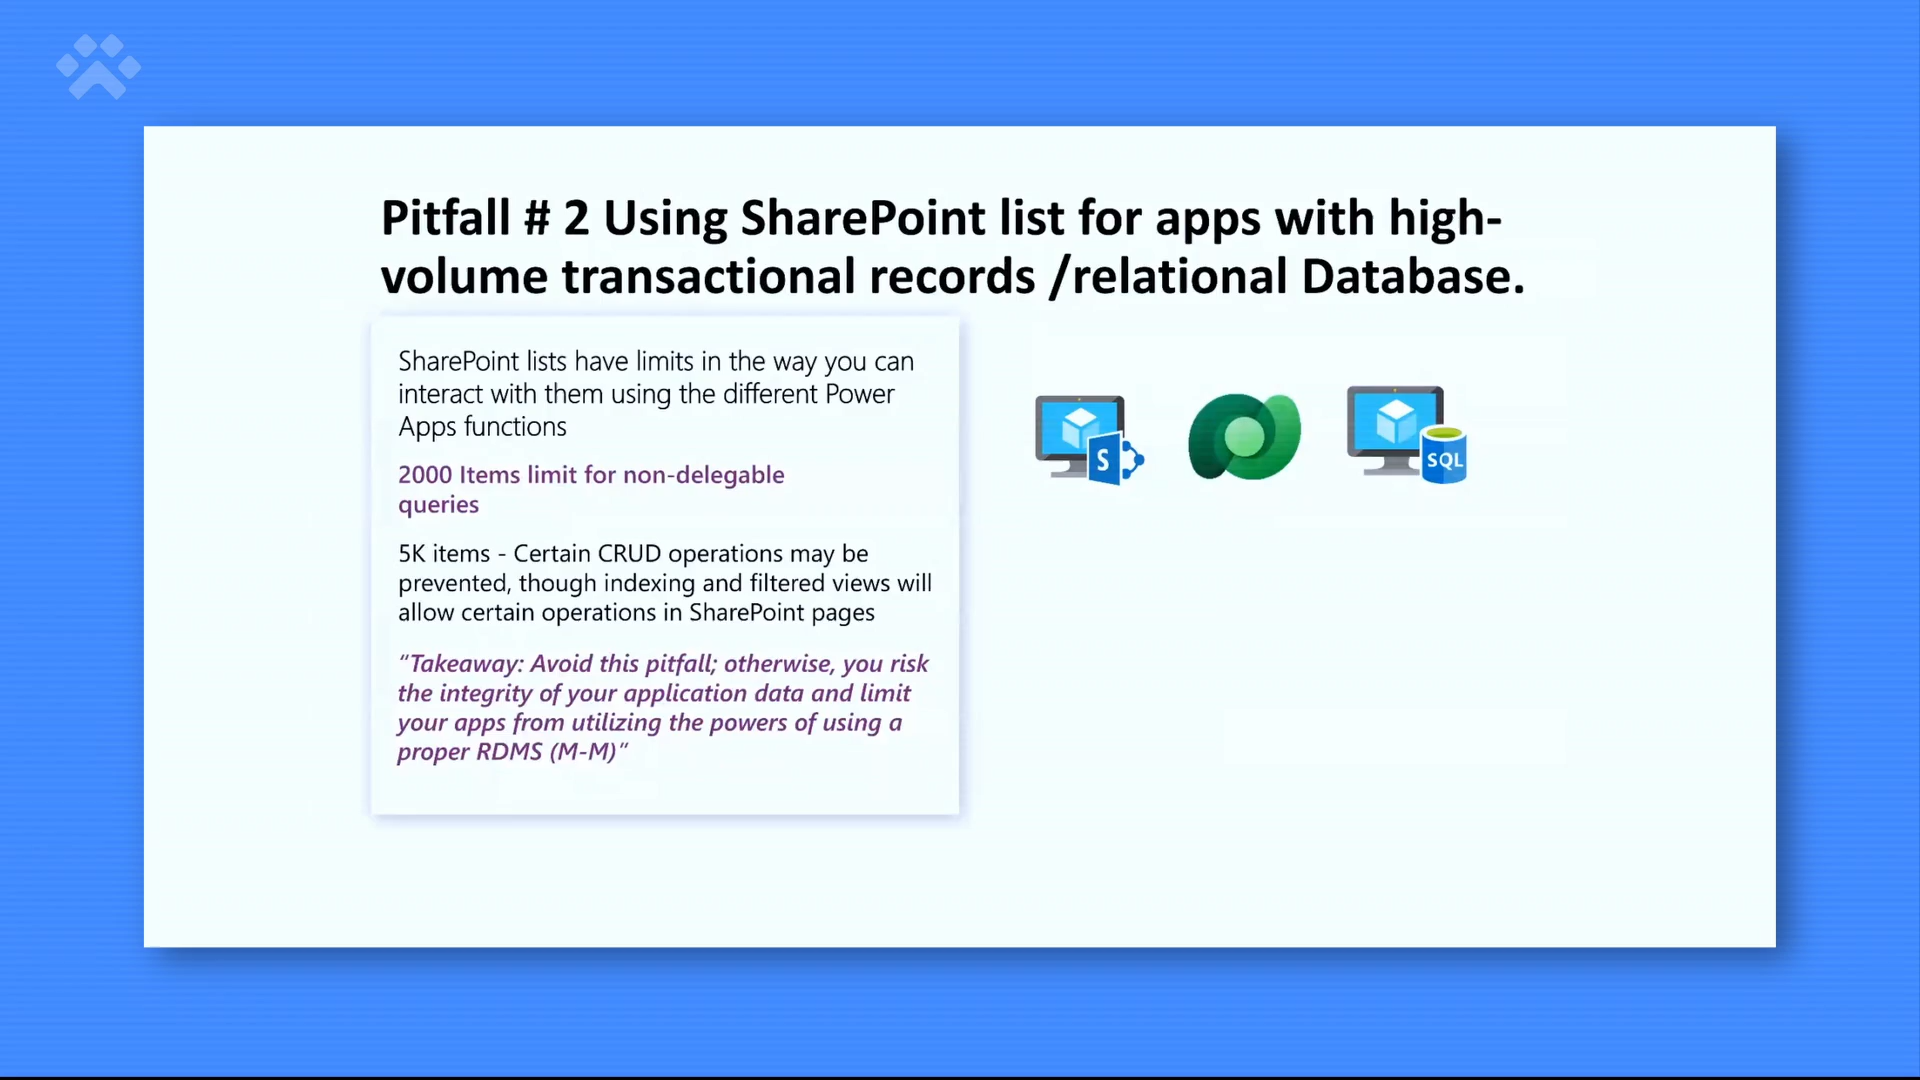 Pitfall # 2 Using SharePoint list for apps with high-
volume transactional records /relational Database.
SharePoint lists have limits in the way you can
interact with them using the different Power
Apps functions
2000 Items limit for non-delegable
queries
5K items - Certain CRUD operations may be
prevented, though indexing and filtered views will
allow certain operations in SharePoint pages
“Takeaway: Avoid this pitfall; otherwise, you risk
the integrity of your application data and limit
your apps from utilizing the powers of using a
proper RDMS (M-M)”
S
SQL